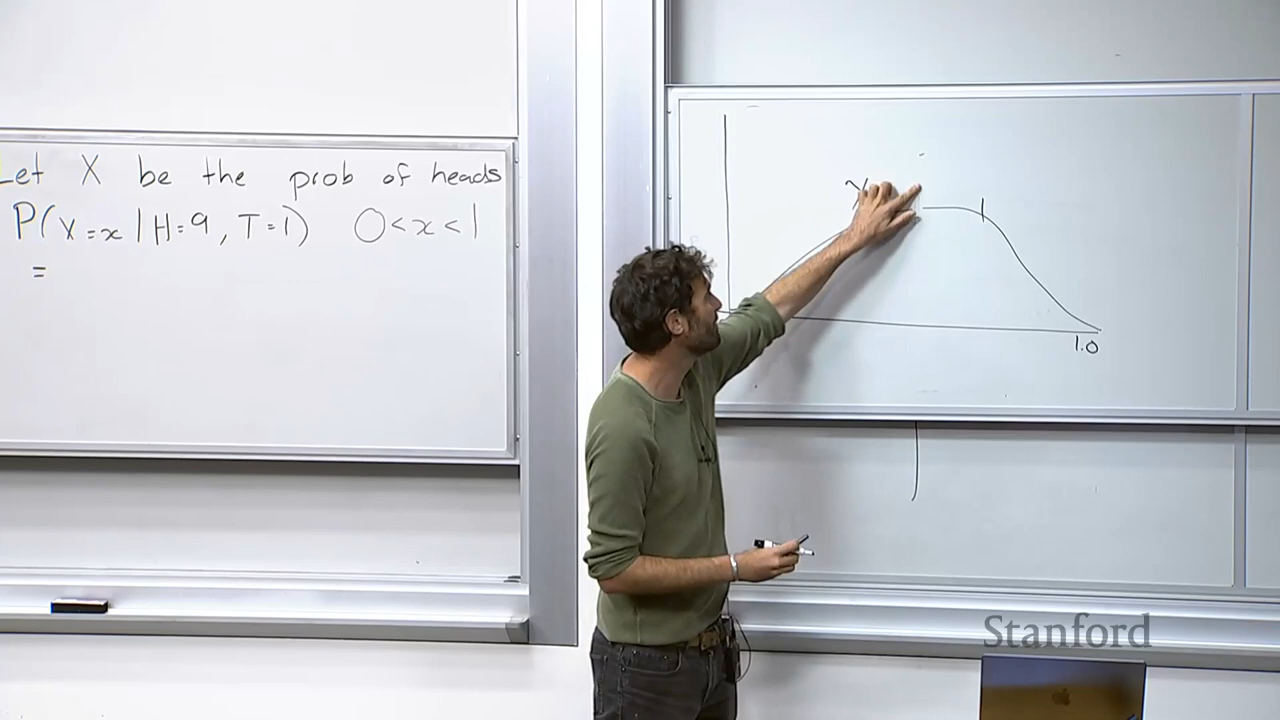 Let X be the prob of heads
P(X=x | H=9, T=1) 0<x<1
=
1.0
Stanford